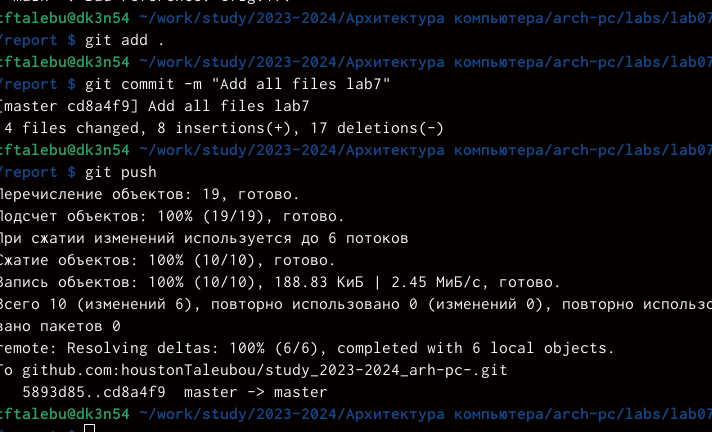 tftalebu@dk3n54 ~/work/study/2023-2024/Архитектура компьютера/arch-pc/labs/lab07
/report $ git add .
tftalebu@dk3n54 ~/work/study/2023-2024/Архитектура компьютера/arch-pc/labs/lab07
/report $ git commit -m "Add all files lab7"
[master cd8a4f9] Add all files lab7
4 files changed, 8 insertions(+), 17 deletions(-)
tftalebu@dk3n54 ~/work/study/2023-2024/Архитектура компьютера/arch-pc/labs/lab07
/report $ git push
Перечисление объектов: 19, готово.
Подсчет объектов: 100% (19/19), готово.
При сжатии изменений используется до 6 потоков
Сжатие объектов: 100% (10/10), готово.
Запись объектов: 100% (10/10), 188.83 КиБ | 2.45 МиБ/с, готово.
Всего 10 (изменений 6), повторно использовано 0 (изменений 0), повторно использо
вано пакетов 0
remote: Resolving deltas: 100% (6/6), completed with 6 local objects.
To github.com:houstonTaleubou/study_2023-2024_arh-pc-.git
5893d85..cd8a4f9 master -> master
tftalebu@dk3n54 ~/work/study/2023-2024/Архитектура компьютера/arch-pc/labs/lab07
/report $